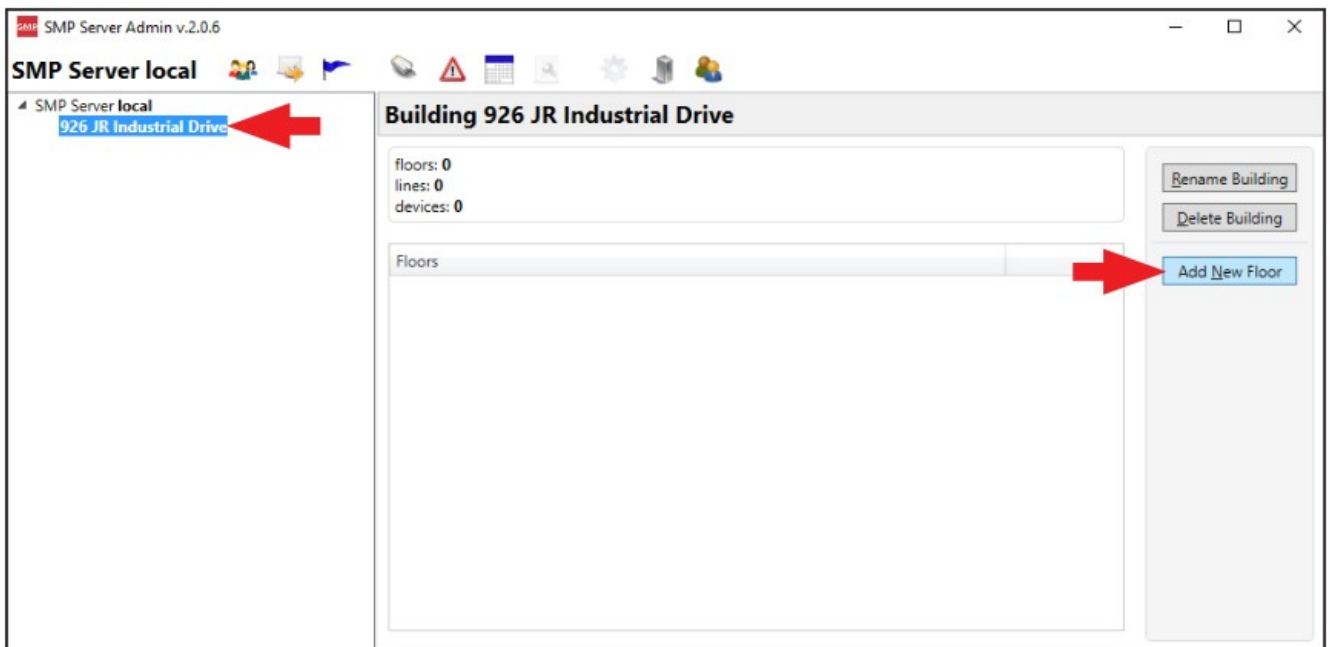 SMP SMP Server Admin v.2.0.6
SMP Server local
SMP Server local
926 JR Industrial Drive
Building 926 JR Industrial Drive
floors: 0
lines: 0
devices: 0
Floors
Rename Building
Delete Building
Add New Floor